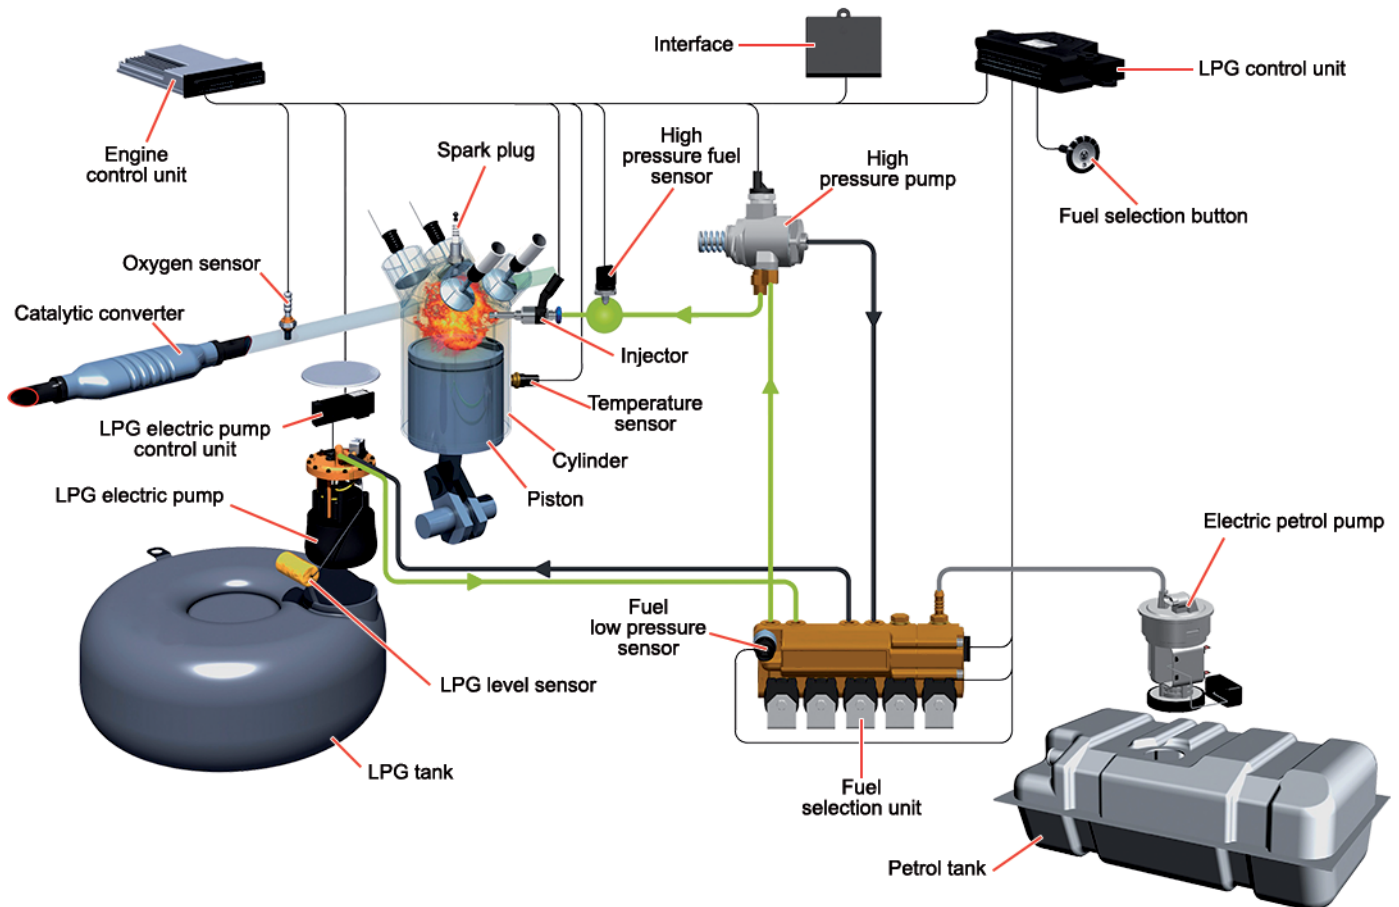 Interface
LPG control unit
Engine
control unit
Spark plug
High
pressure fuel
sensor
High
pressure pump
Fuel selection button
Oxygen sensor
Catalytic converter
Injector
Temperature
sensor
LPG electric pump
control unit
Cylinder
LPG electric pump
Piston
Electric petrol pump
Fuel
low pressure
sensor
LPG level sensor
LPG tank
Fuel
selection unit
Petrol tank